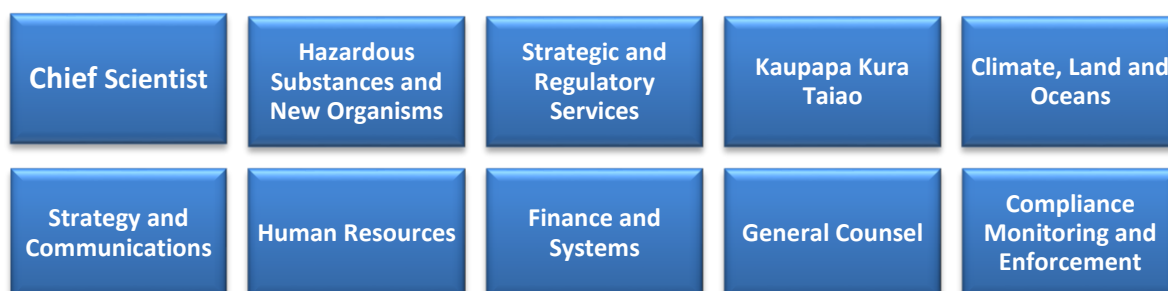 Chief Scientist
Hazardous
Substances and
New Organisms
Strategic and
Regulatory
Services
Kaupapa Kura
Taiao
Climate, Land and
Oceans
Strategy and
Communications
Human Resources
Finance and
Systems
General Counsel
Compliance
Monitoring and
Enforcement